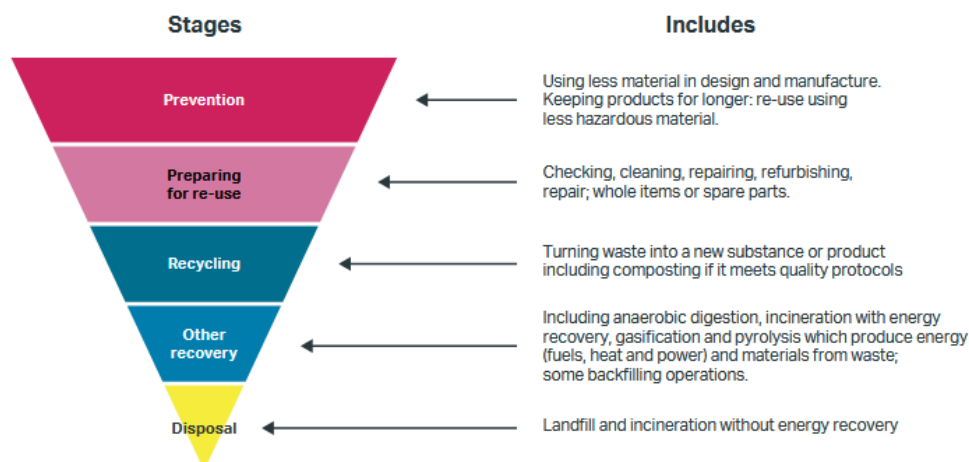 Stages
Includes
Prevention
Using less material in design and manufacture.
Keeping products for longer: re-use using
less hazardous material.
Preparing
for re-use
Checking, cleaning, repairing, refurbishing,
repair; whole items or spare parts.
Recycling
Turning waste into a new substance or product
including composting if it meets quality protocols
Other
recovery
Including anaerobic digestion, incineration with energy
recovery, gasification and pyrolysis which produce energy
(fuels, heat and power) and materials from waste;
some backfilling operations.
Disposal
Landfill and incineration without energy recovery